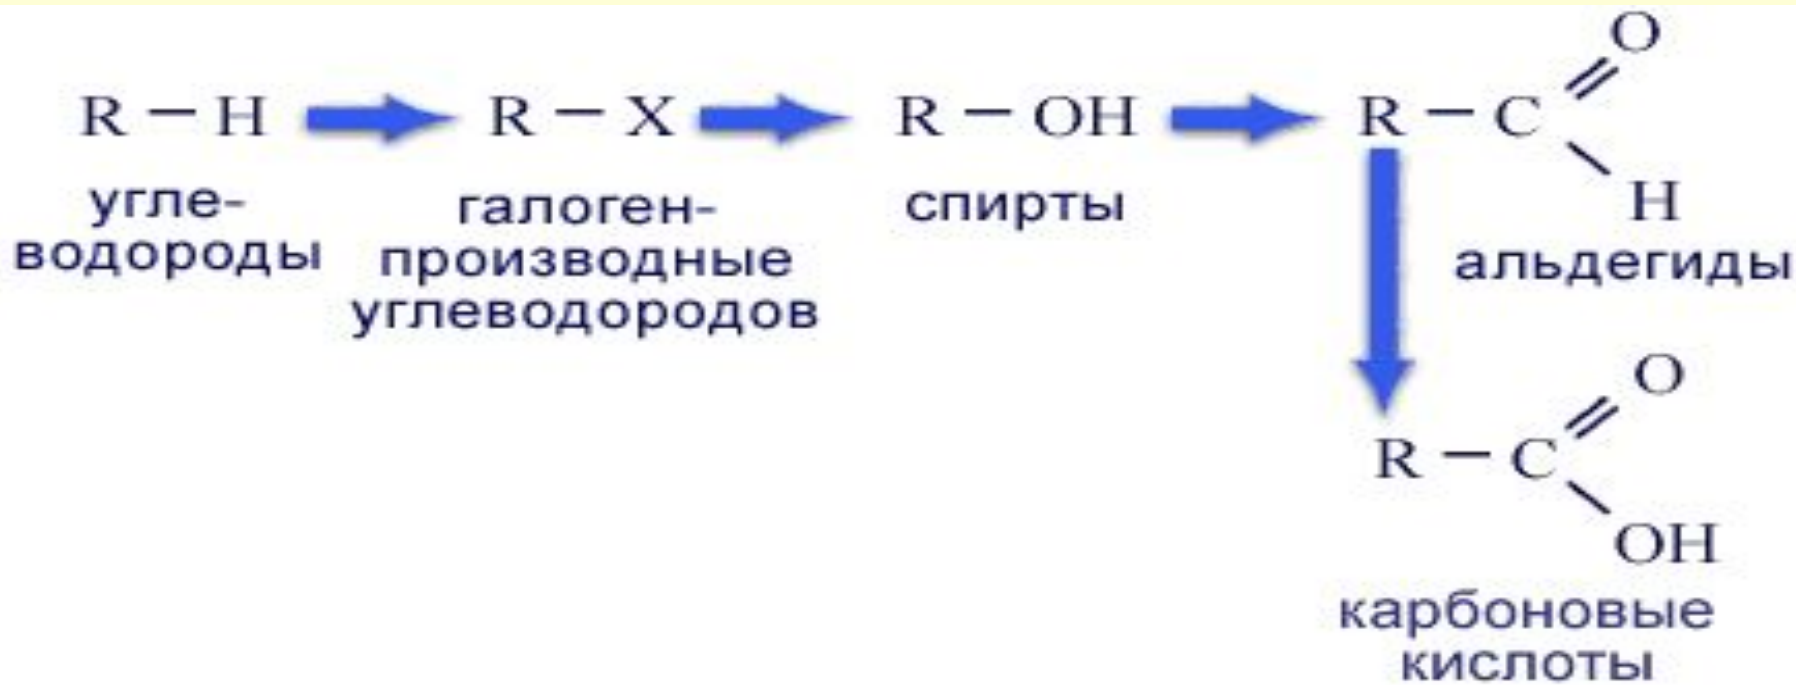 R – H R – X R – OH R – C O H
угле-
водороды
галоген-
производные
углеводородов
спирты
альдегиды
R – C O OH
карбоновые
кислоты